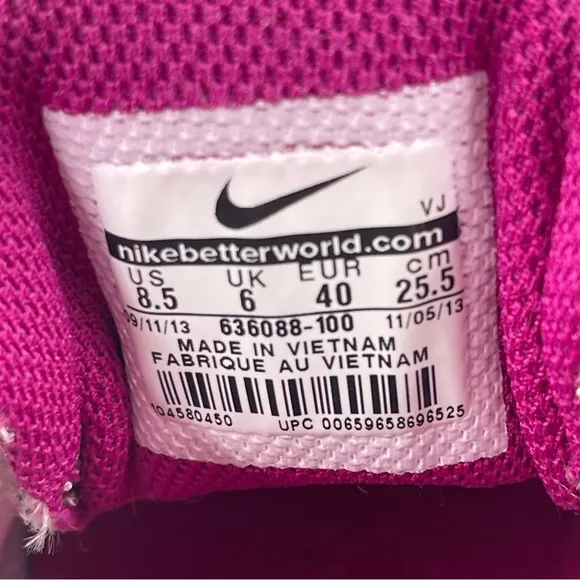 VJ
nikebetterworld.com
US UK EUR cm
8.5 6 40 25.5
09/11/13 636088-100 11/05/13
MADE IN VIETNAM
FABRIQUE AU VIETNAM
104580450 UPC 00659658696525